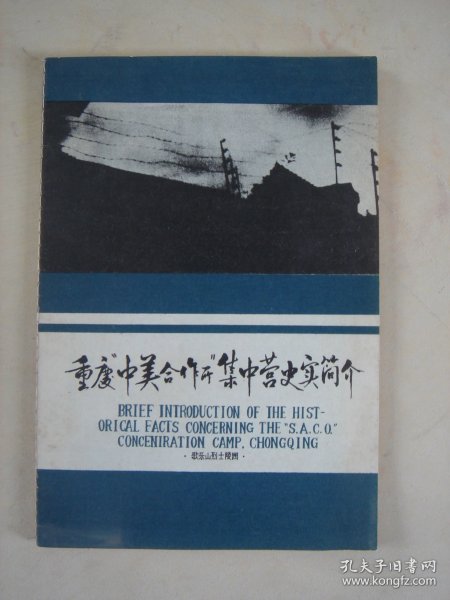 重庆"中美合作所"集中营史实简介
BRIEF INTRODUCTION OF THE HIST-
ORICAL FACTS CONCERNING THE "S.A.C.O."
CONCENIRATION CAMP, CHONGQING
·歌乐山烈士陵园·
孔夫子旧书网
www.kongfz.com